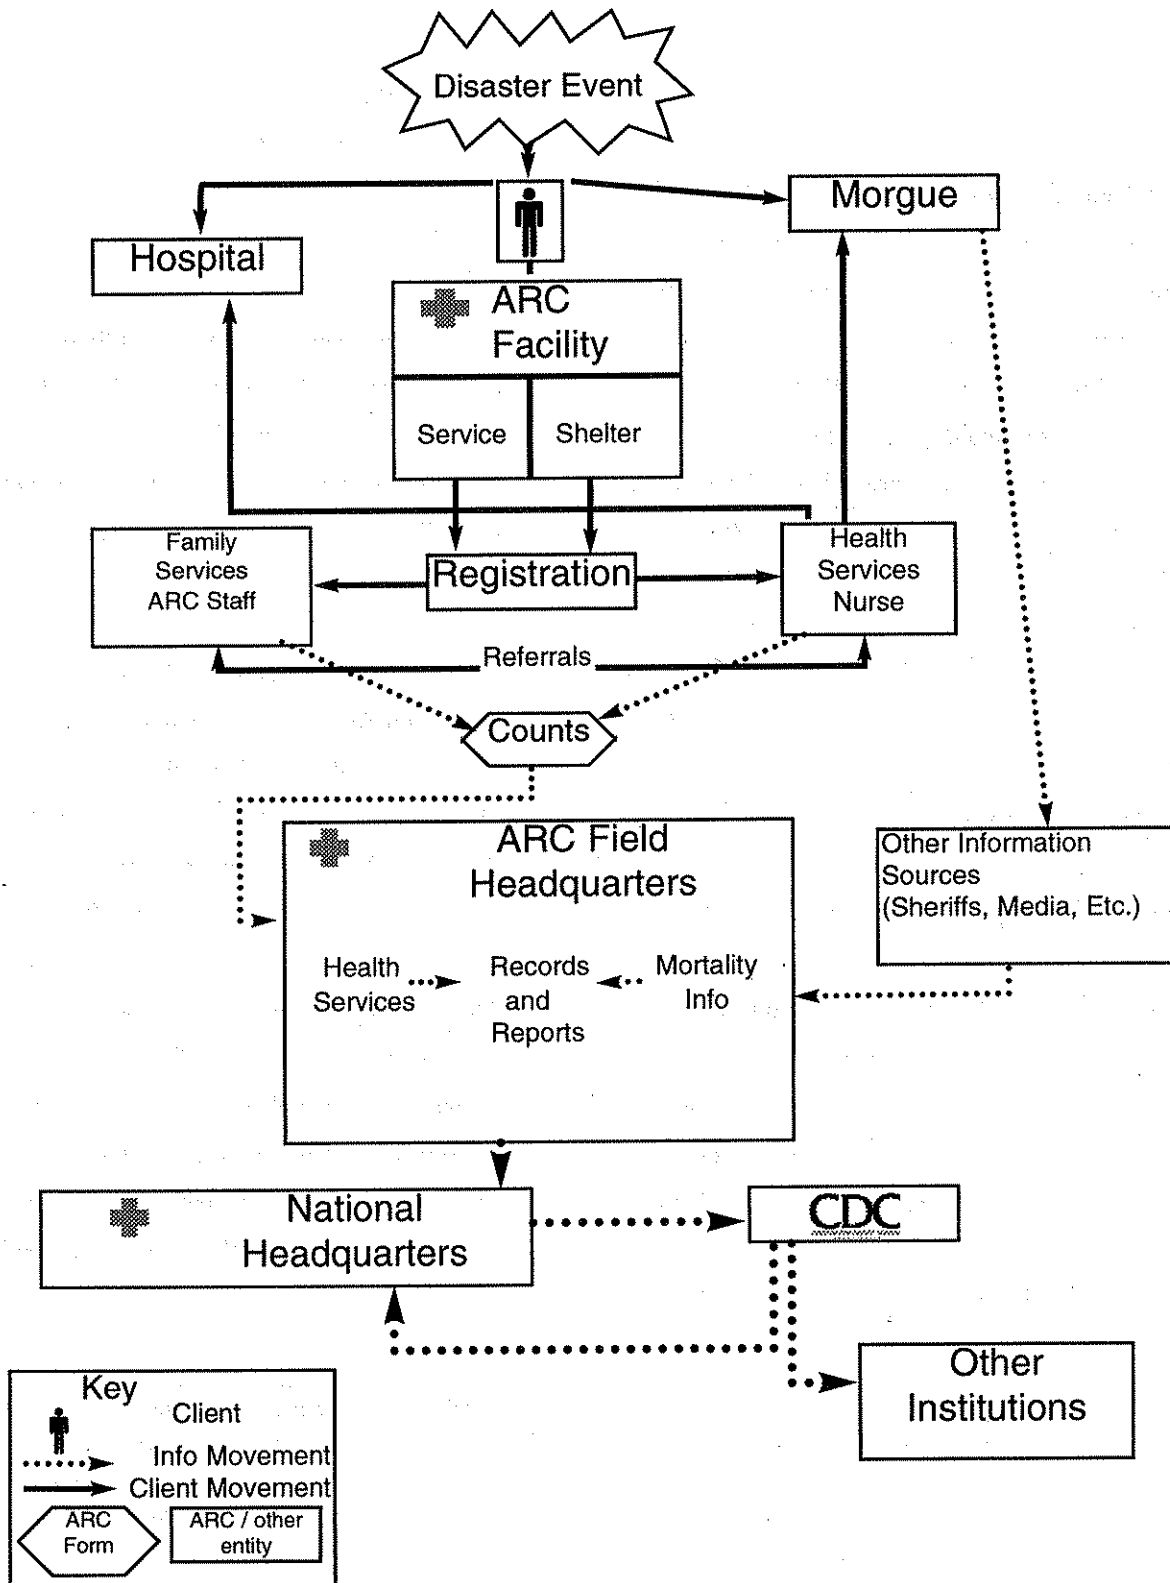 Disaster Event
Morgue
Hospital
ARC
Facility
Service
Shelter
Family
Services
ARC Staff
Registration
Health
Services
Nurse
Referrals
Counts
ARC Field
Headquarters
Other Information
Sources
(Sheriffs, Media, Etc.)
Health
Services
Records
and
Reports
Mortality
Info
National
Headquarters
CDC
Other
Institutions
Key
Client
Info Movement
Client Movement
ARC
Form
ARC / other
entity